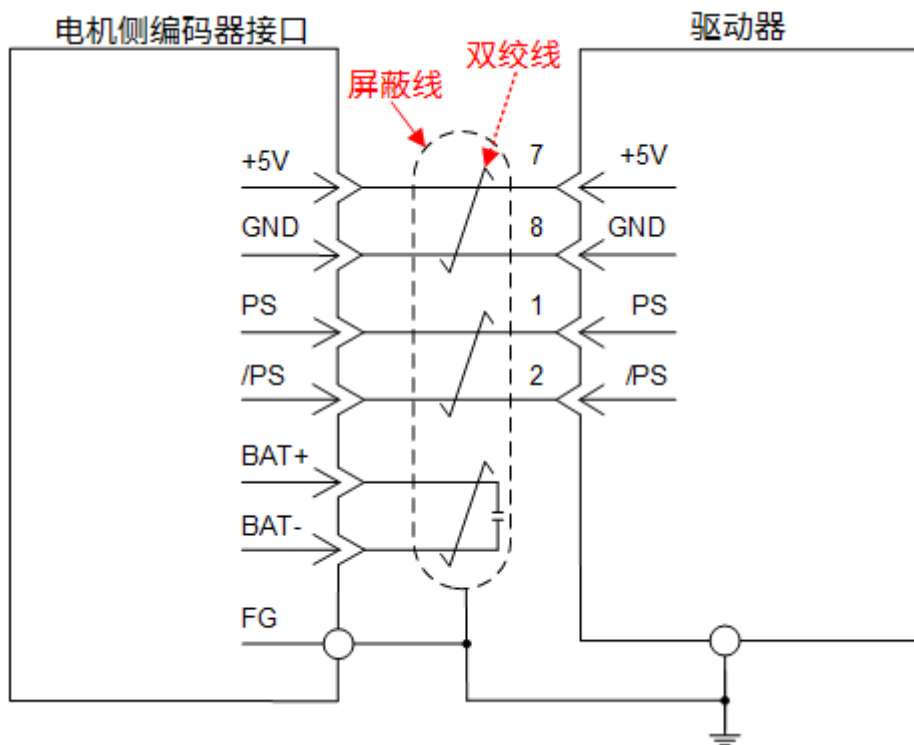 电机侧编码器接口
驱动器
双绞线
屏蔽线
+5V 7 +5V
GND 8 GND
PS 1 PS
/PS 2 /PS
BAT+
BAT-
FG